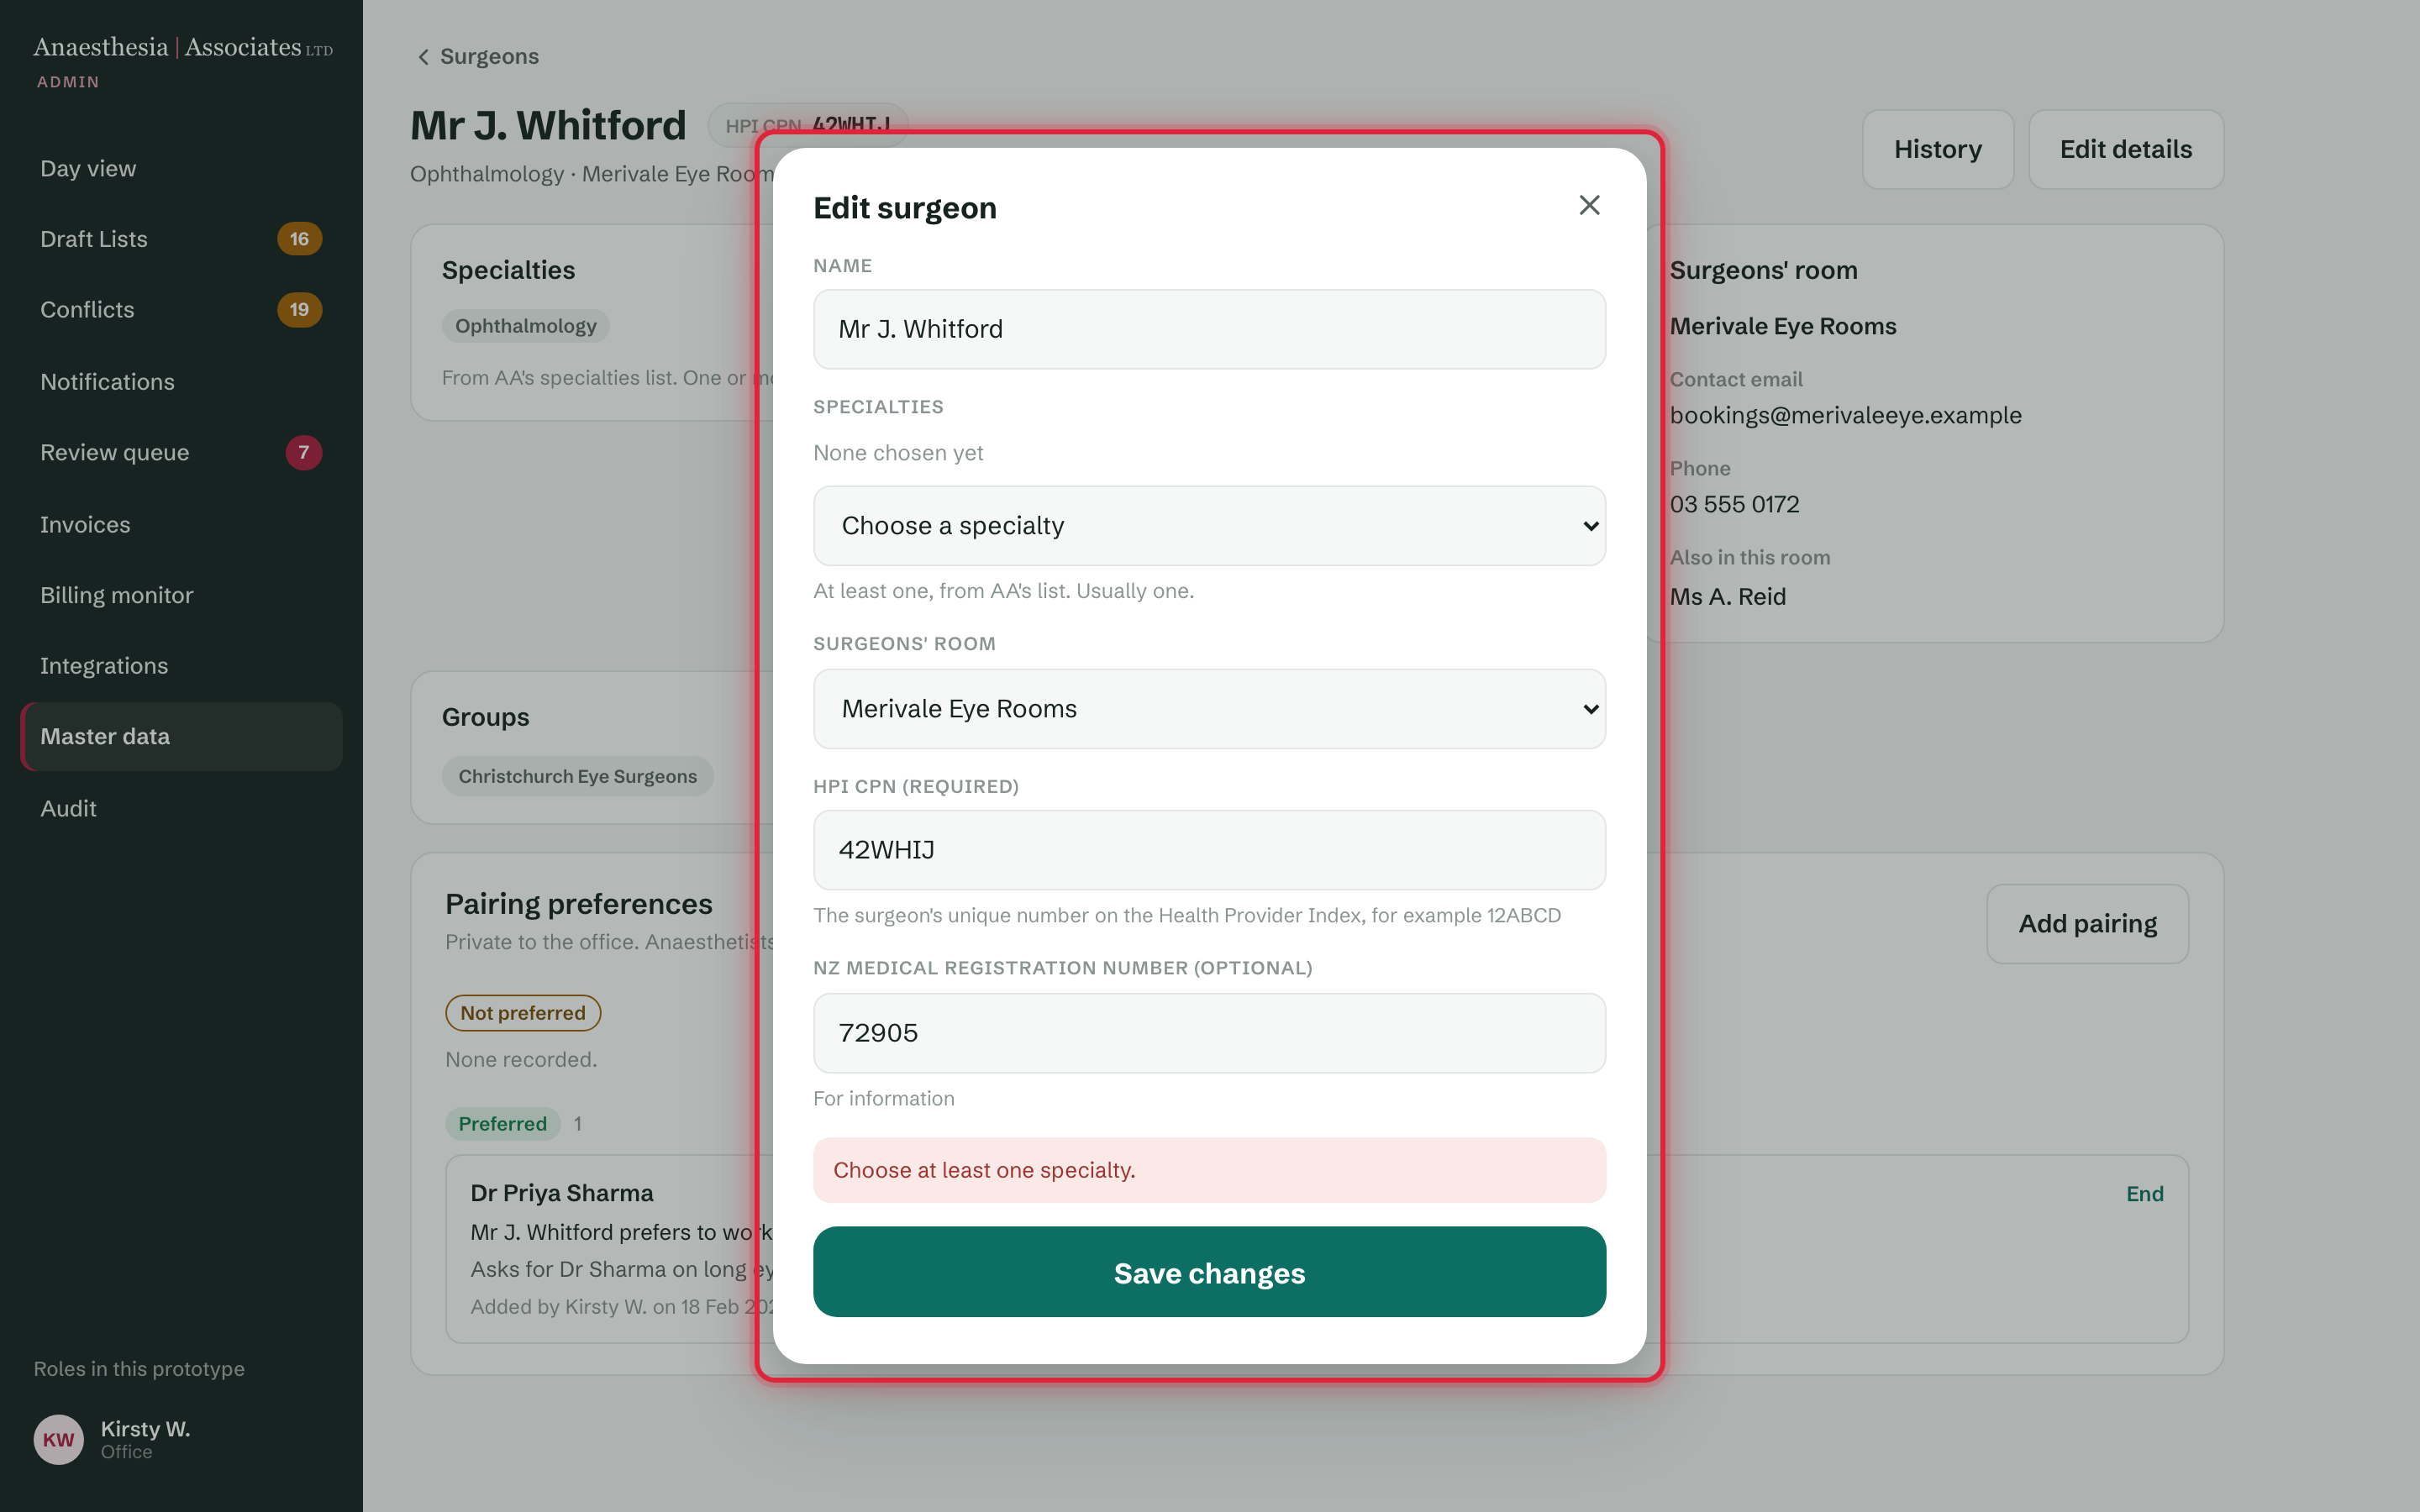 Anaesthesia | Associates LTD
ADMIN
Day view
Draft Lists 16
Conflicts 19
Notifications
Review queue 7
Invoices
Billing monitor
Integrations
Master data
Audit
Roles in this prototype
KW
Kirsty W.
Office
Surgeons
Mr J. Whitford HPI CPN 42WHIJ
Ophthalmology · Merivale Eye Room
History
Edit details
Specialties
Ophthalmology
From AA's specialties list. One or mo
Groups
Christchurch Eye Surgeons
Pairing preferences
Private to the office. Anaesthetists
Not preferred
None recorded.
Preferred 1
Dr Priya Sharma
Mr J. Whitford prefers to work
Asks for Dr Sharma on long ey
Added by Kirsty W. on 18 Feb 202
Edit surgeon
NAME
Mr J. Whitford
SPECIALTIES
None chosen yet
Choose a specialty
At least one, from AA's list. Usually one.
SURGEONS' ROOM
Merivale Eye Rooms
HPI CPN (REQUIRED)
42WHIJ
The surgeon's unique number on the Health Provider Index, for example 12ABCD
NZ MEDICAL REGISTRATION NUMBER (OPTIONAL)
72905
For information
Choose at least one specialty.
Save changes
Surgeons' room
Merivale Eye Rooms
Contact email
bookings@merivaleeye.example
Phone
03 555 0172
Also in this room
Ms A. Reid
Add pairing
End